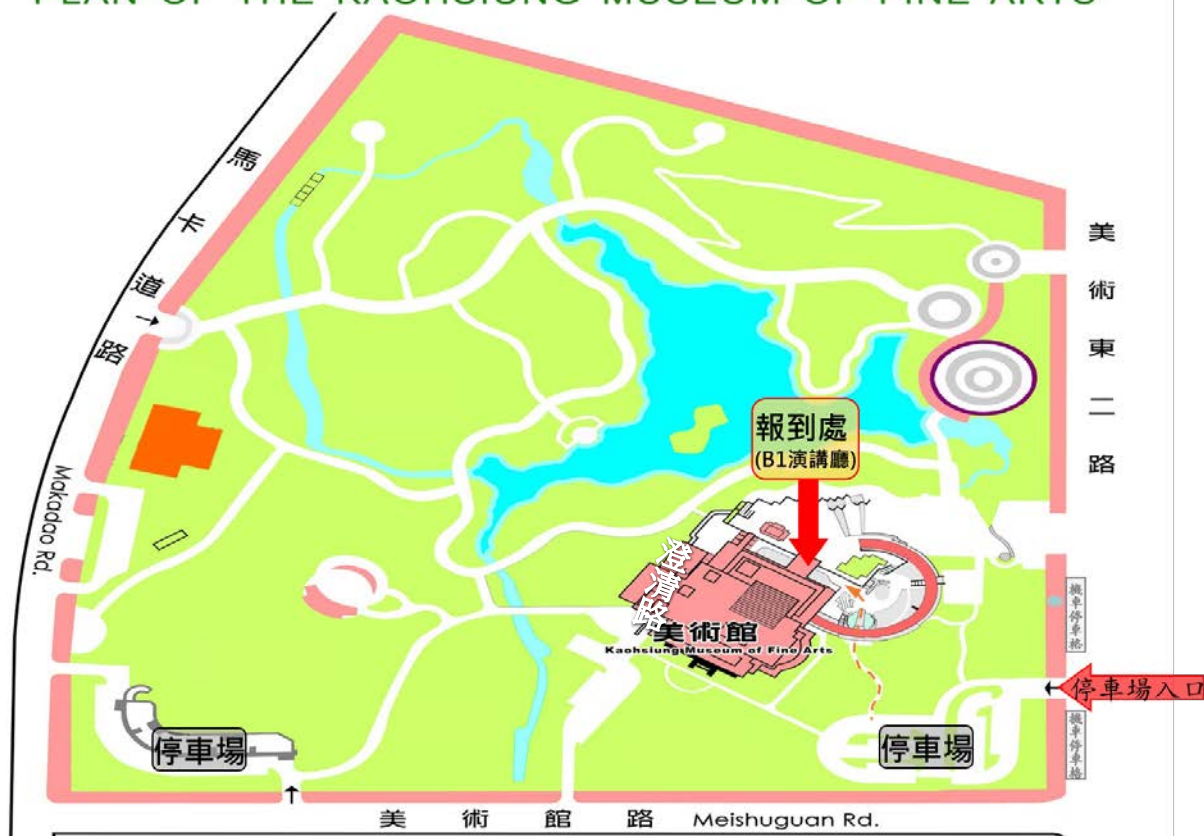 PLAN OF THE KAOHSIUNG MUSEUM OF FINE ARTS
馬卡道路
美術東二路
報到處
(B1演講廳)
Makadao Rd.
澄清路
美術館
Kaohsiung Museum of Fine Arts
機車停車格
停車場入口
機車停車格
停車場
停車場
美術館路 Meishuguan Rd.